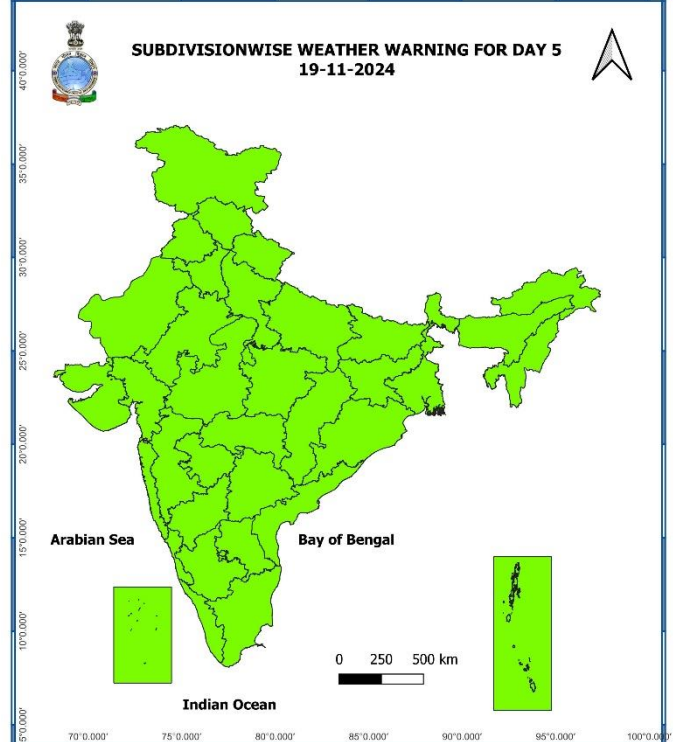 SUBDIVISIONWISE WEATHER WARNING FOR DAY 5
19-11-2024
40°0.000'
35°0.000'
30°0.000'
25°0.000'
20°0.000'
15°0.000'
10°0.000'
5°0.000'
Arabian Sea
Bay of Bengal
0 250 500 km
Indian Ocean
70°0.000' 75°0.000' 80°0.000' 85°0.000' 90°0.000' 95°0.000' 100°0.000'